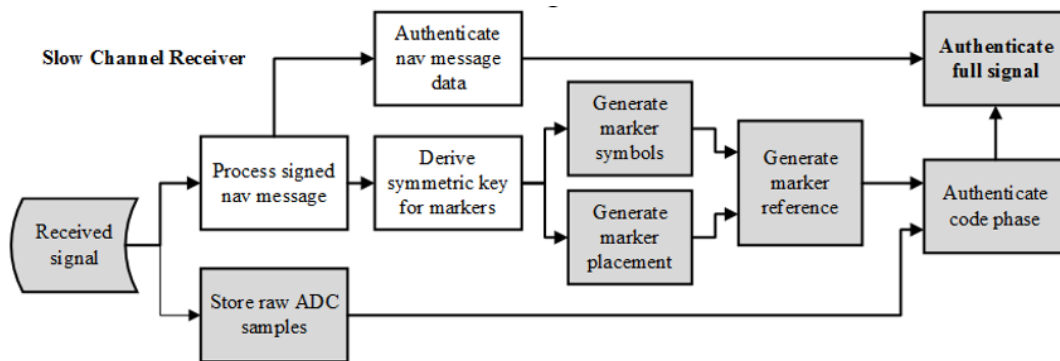 Slow Channel Receiver
Authenticate
nav message
data
Authenticate
full signal
Process signed
nav message
Derive
symmetric key
for markers
Generate
marker
symbols
Generate
marker
placement
Generate
marker
reference
Authenticate
code phase
Received
signal
Store raw ADC
samples